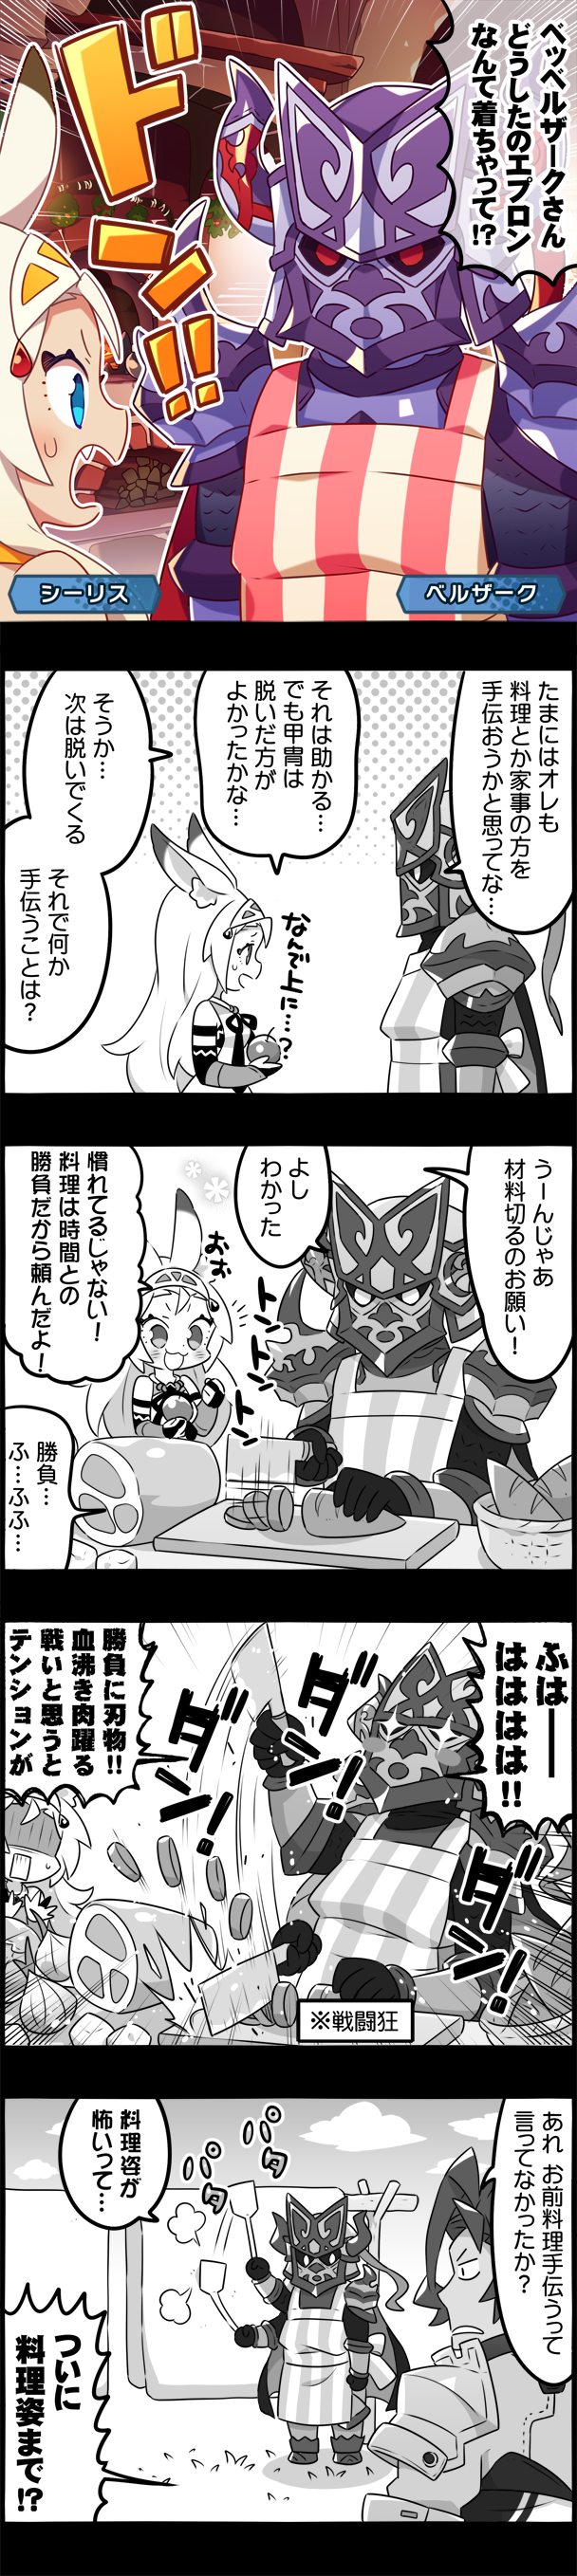 ベッベルザークさん
どうしたのエプロン
なんて着ちゃって!?
ドン!!
シーリス
ベルザーク
たまにはオレも
料理とか家事の方を
手伝おうかと思ってな…
それは助かる…
でも甲冑は
脱いだ方が
よかったかな…
なんで上に…?
そうか…
次は脱いでくる
それで何か
手伝うことは?
うーんじゃあ
材料切るのお願い!
よし
わかった
トントントントン
おぉ
慣れてるじゃない!
料理は時間との
勝負だから頼んだよ!
勝負…
ふ…ふふ…
ふはー
はははは!!
ダン!
ダン!
ダン!
勝負に刃物!!
血沸き肉躍る
戦いと思うと
テンションが
※戦闘狂
あれ お前料理手伝うって
言ってなかったか?
バタ
バタ
料理姿が
怖いって…
ついに
料理姿まで!?